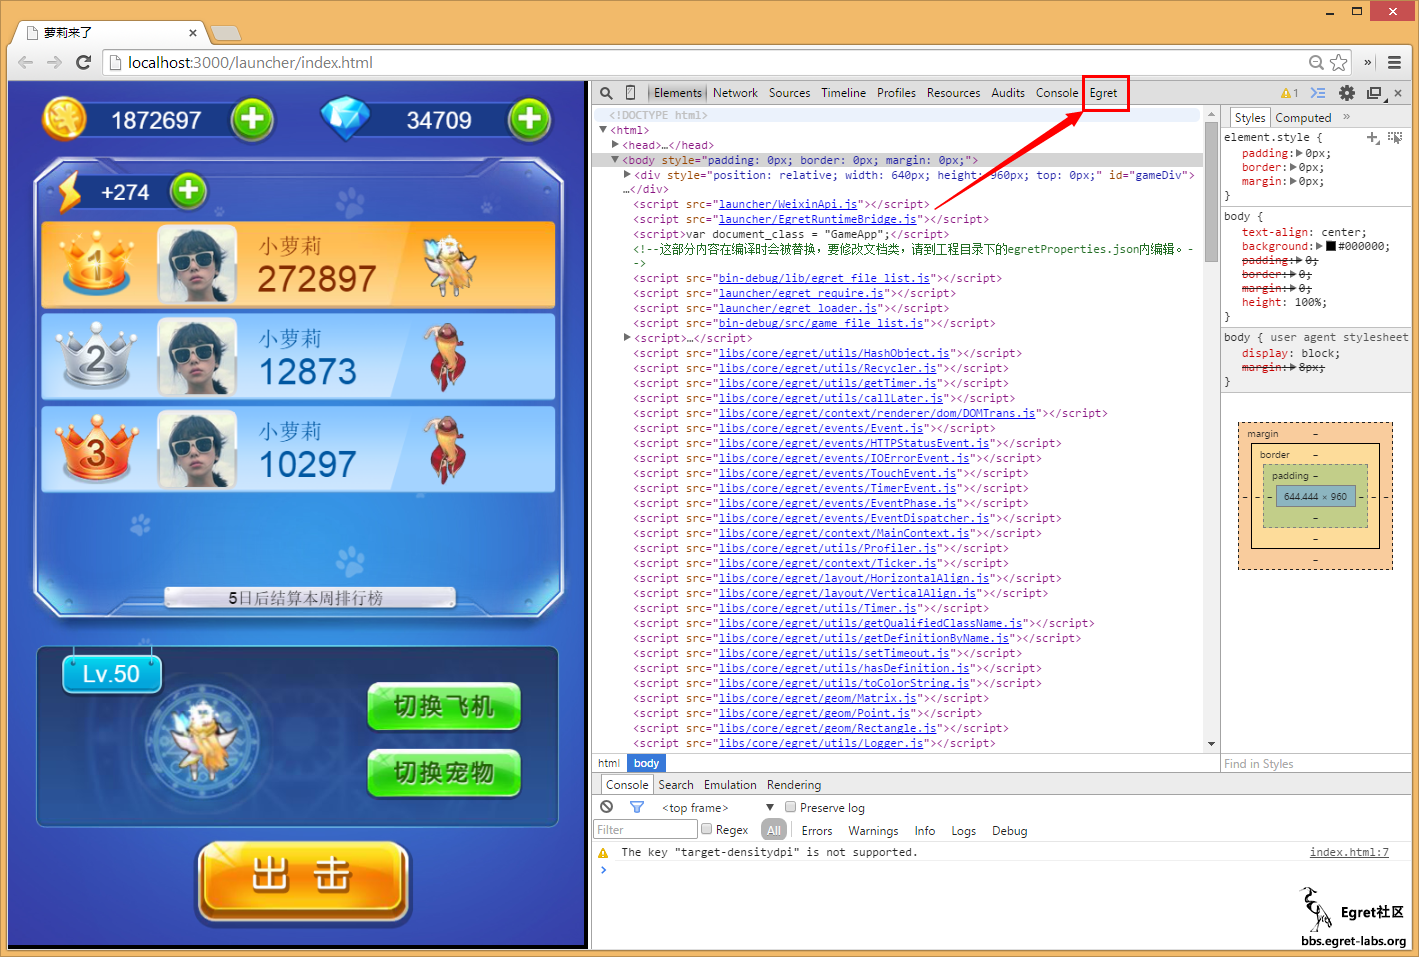 萝莉来了
localhost:3000/launcher/index.html
1872697
34709
+274
1
小萝莉
272897
2
小萝莉
12873
3
小萝莉
10297
5日后结算本周排行榜
Lv.50
切换飞机
切换宠物
出 击
Elements Network Sources Timeline Profiles Resources Audits Console Egret
1
<!DOCTYPE html>
<html>
<head>…</head>
<body style="padding: 0px; border: 0px; margin: 0px;">
<div style="position: relative; width: 640px; height: 960px; top: 0px;" id="gameDiv">
…</div>
<script src="launcher/WeixinApi.js"></script>
<script src="launcher/EgretRuntimeBridge.js"></script>
<script>var document_class = "GameApp";</script>
<!--这部分内容在编译时会被替换，要修改文档类，请到工程目录下的egretProperties.json内编辑。-
->
<script src="bin-debug/lib/egret_file_list.js"></script>
<script src="launcher/egret_require.js"></script>
<script src="launcher/egret_loader.js"></script>
<script src="bin-debug/src/game_file_list.js"></script>
<script>…</script>
<script src="libs/core/egret/utils/HashObject.js"></script>
<script src="libs/core/egret/utils/Recycler.js"></script>
<script src="libs/core/egret/utils/getTimer.js"></script>
<script src="libs/core/egret/utils/callLater.js"></script>
<script src="libs/core/egret/context/renderer/dom/DOMTrans.js"></script>
<script src="libs/core/egret/events/Event.js"></script>
<script src="libs/core/egret/events/HTTPStatusEvent.js"></script>
<script src="libs/core/egret/events/IOErrorEvent.js"></script>
<script src="libs/core/egret/events/TouchEvent.js"></script>
<script src="libs/core/egret/events/TimerEvent.js"></script>
<script src="libs/core/egret/events/EventPhase.js"></script>
<script src="libs/core/egret/events/EventDispatcher.js"></script>
<script src="libs/core/egret/context/MainContext.js"></script>
<script src="libs/core/egret/utils/Profiler.js"></script>
<script src="libs/core/egret/context/Ticker.js"></script>
<script src="libs/core/egret/layout/HorizontalAlign.js"></script>
<script src="libs/core/egret/layout/VerticalAlign.js"></script>
<script src="libs/core/egret/utils/Timer.js"></script>
<script src="libs/core/egret/utils/getQualifiedClassName.js"></script>
<script src="libs/core/egret/utils/getDefinitionByName.js"></script>
<script src="libs/core/egret/utils/setTimeout.js"></script>
<script src="libs/core/egret/utils/hasDefinition.js"></script>
<script src="libs/core/egret/utils/toColorString.js"></script>
<script src="libs/core/egret/geom/Matrix.js"></script>
<script src="libs/core/egret/geom/Point.js"></script>
<script src="libs/core/egret/geom/Rectangle.js"></script>
<script src="libs/core/egret/utils/Logger.js"></script>
html body
Styles Computed »
element.style {
padding: 0px;
border: 0px;
margin: 0px;
}
body {
text-align: center;
background: #000000;
padding: 0;
border: 0;
margin: 0;
height: 100%;
}
body { user agent stylesheet
display: block;
margin: 8px;
}
margin –
border –
padding –
– – – 644.444 × 960 – – –
–
–
–
Find in Styles
Console Search Emulation Rendering
<top frame> Preserve log
Filter Regex All Errors Warnings Info Logs Debug
The key "target-densitydpi" is not supported. index.html:7
Egret社区
bbs.egret-labs.org